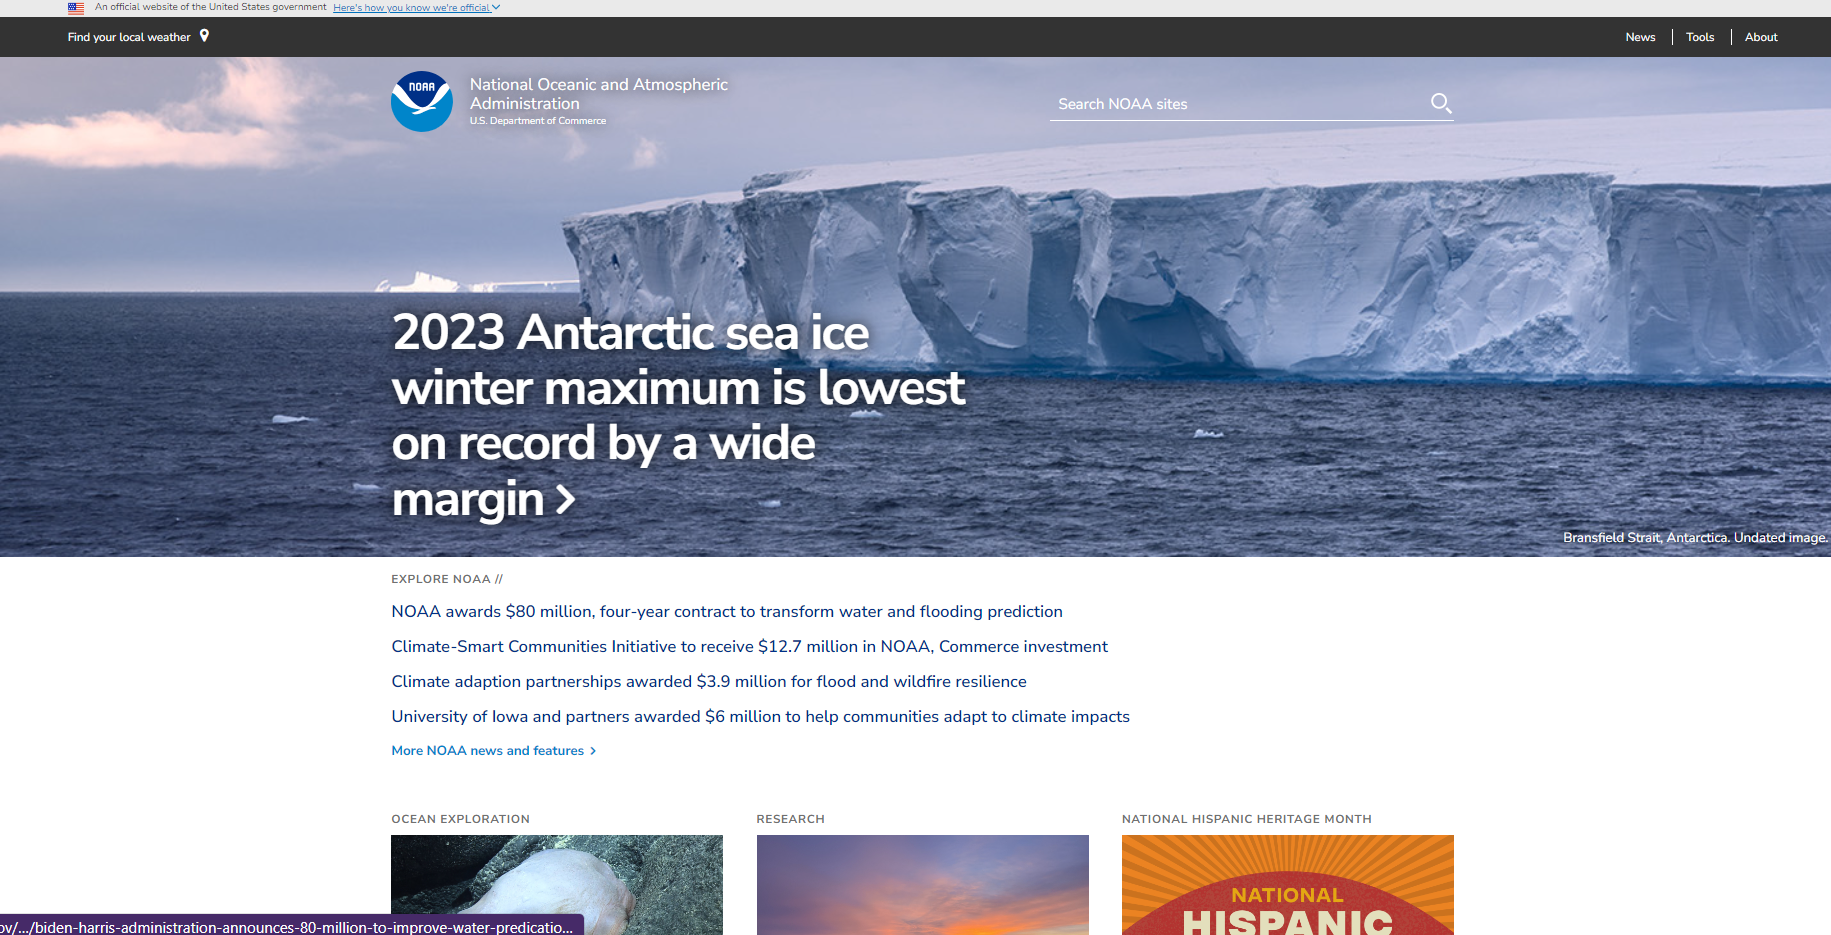 An official website of the United States government Here's how you know we're official
Find your local weather
News
Tools
About
NOAA
National Oceanic and Atmospheric
Administration
U.S. Department of Commerce
Search NOAA sites
2023 Antarctic sea ice
winter maximum is lowest
on record by a wide
margin
Bransfield Strait, Antarctica. Undated image.
EXPLORE NOAA //
NOAA awards $80 million, four-year contract to transform water and flooding prediction
Climate-Smart Communities Initiative to receive $12.7 million in NOAA, Commerce investment
Climate adaption partnerships awarded $3.9 million for flood and wildfire resilience
University of Iowa and partners awarded $6 million to help communities adapt to climate impacts
More NOAA news and features
OCEAN EXPLORATION
RESEARCH
NATIONAL HISPANIC HERITAGE MONTH
NATIONAL
HISPANIC
ov/.../biden-harris-administration-announces-80-million-to-improve-water-predicatio...